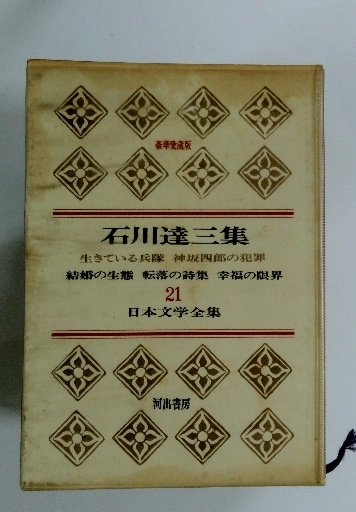 豪華愛蔵版
石川達三集
生きている兵隊 神坂四郎の犯罪
結婚の生態 転落の詩集 幸福の限界
21
日本文学全集
河出書房